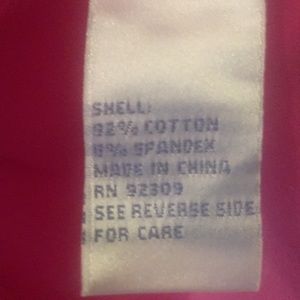 SHELL:
92% COTTON
8% SPANDEX
MADE IN CHINA
RN 92309
SEE REVERSE SIDE
FOR CARE